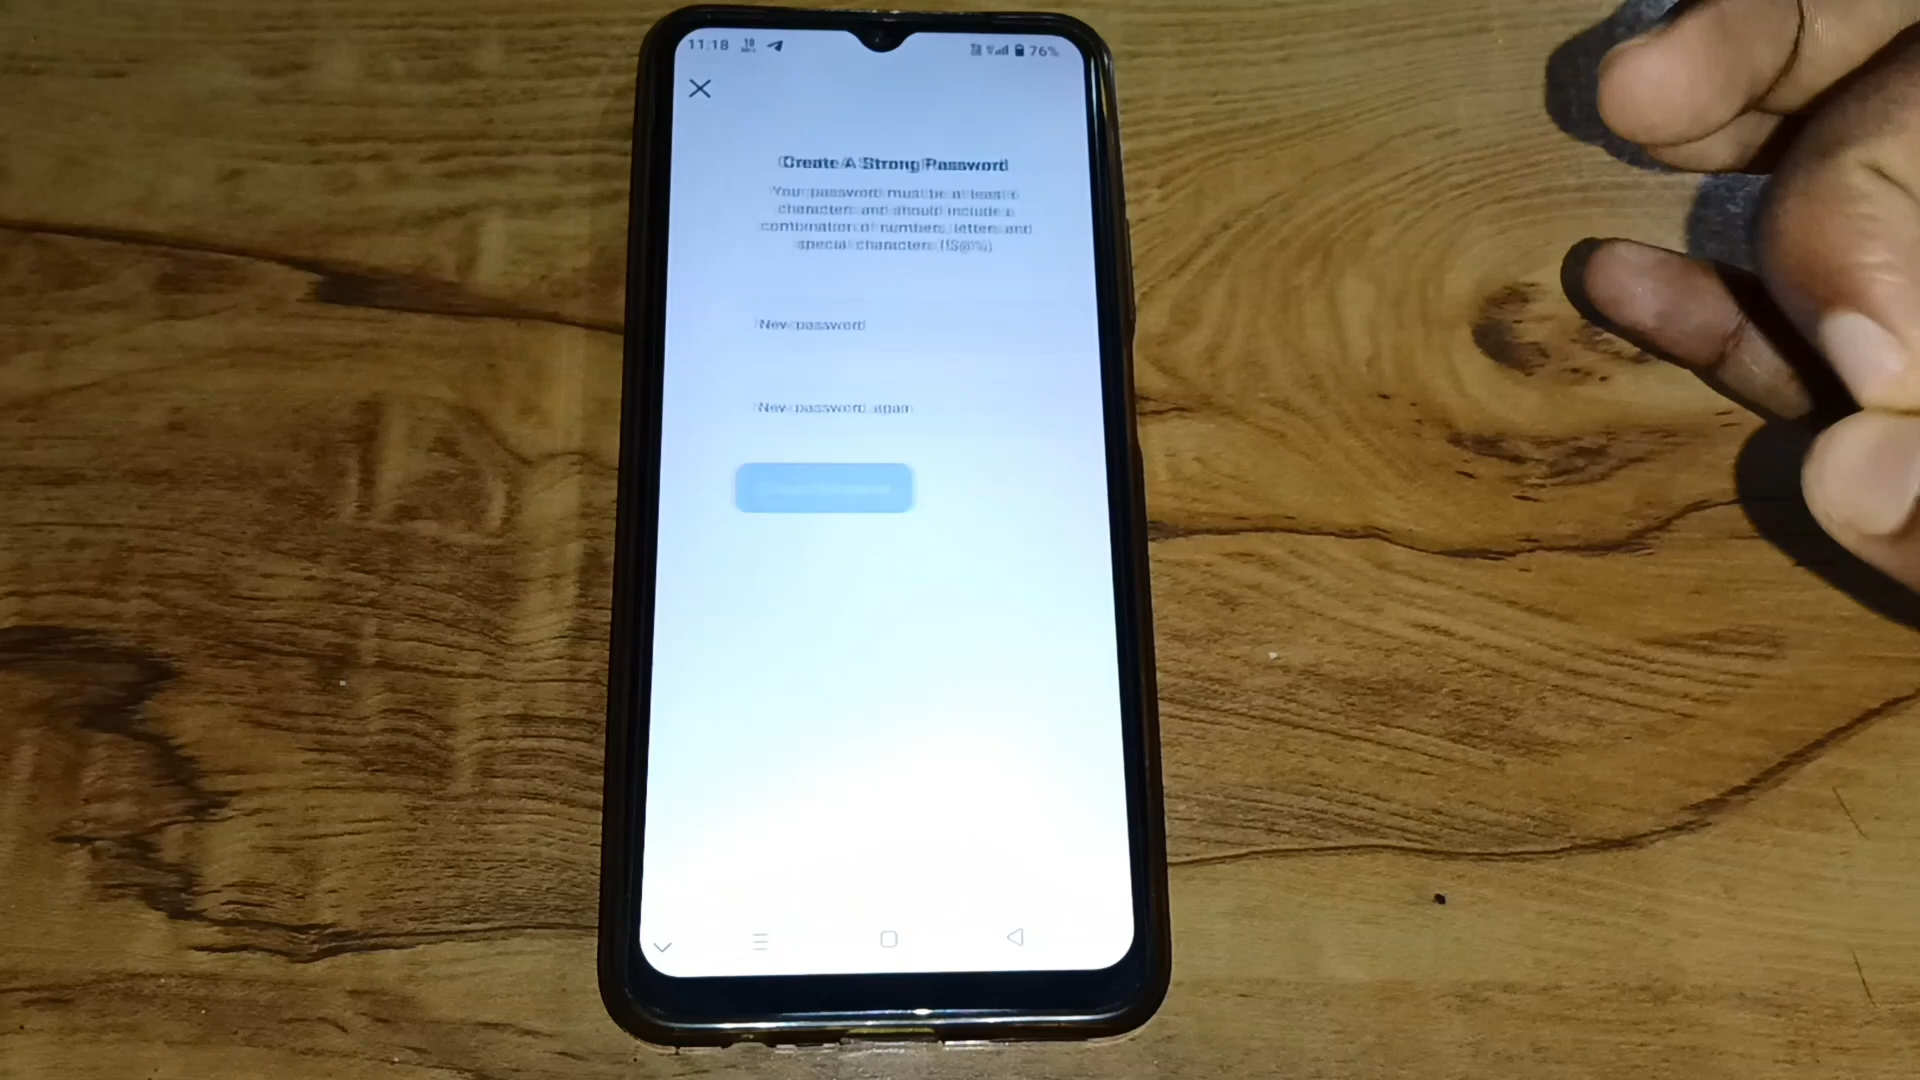 11:18
76%
Create A Strong Password
Your password must be at least 6
characters and should include a
combination of numbers, letters and
special characters (!$@%)
New password
New password again